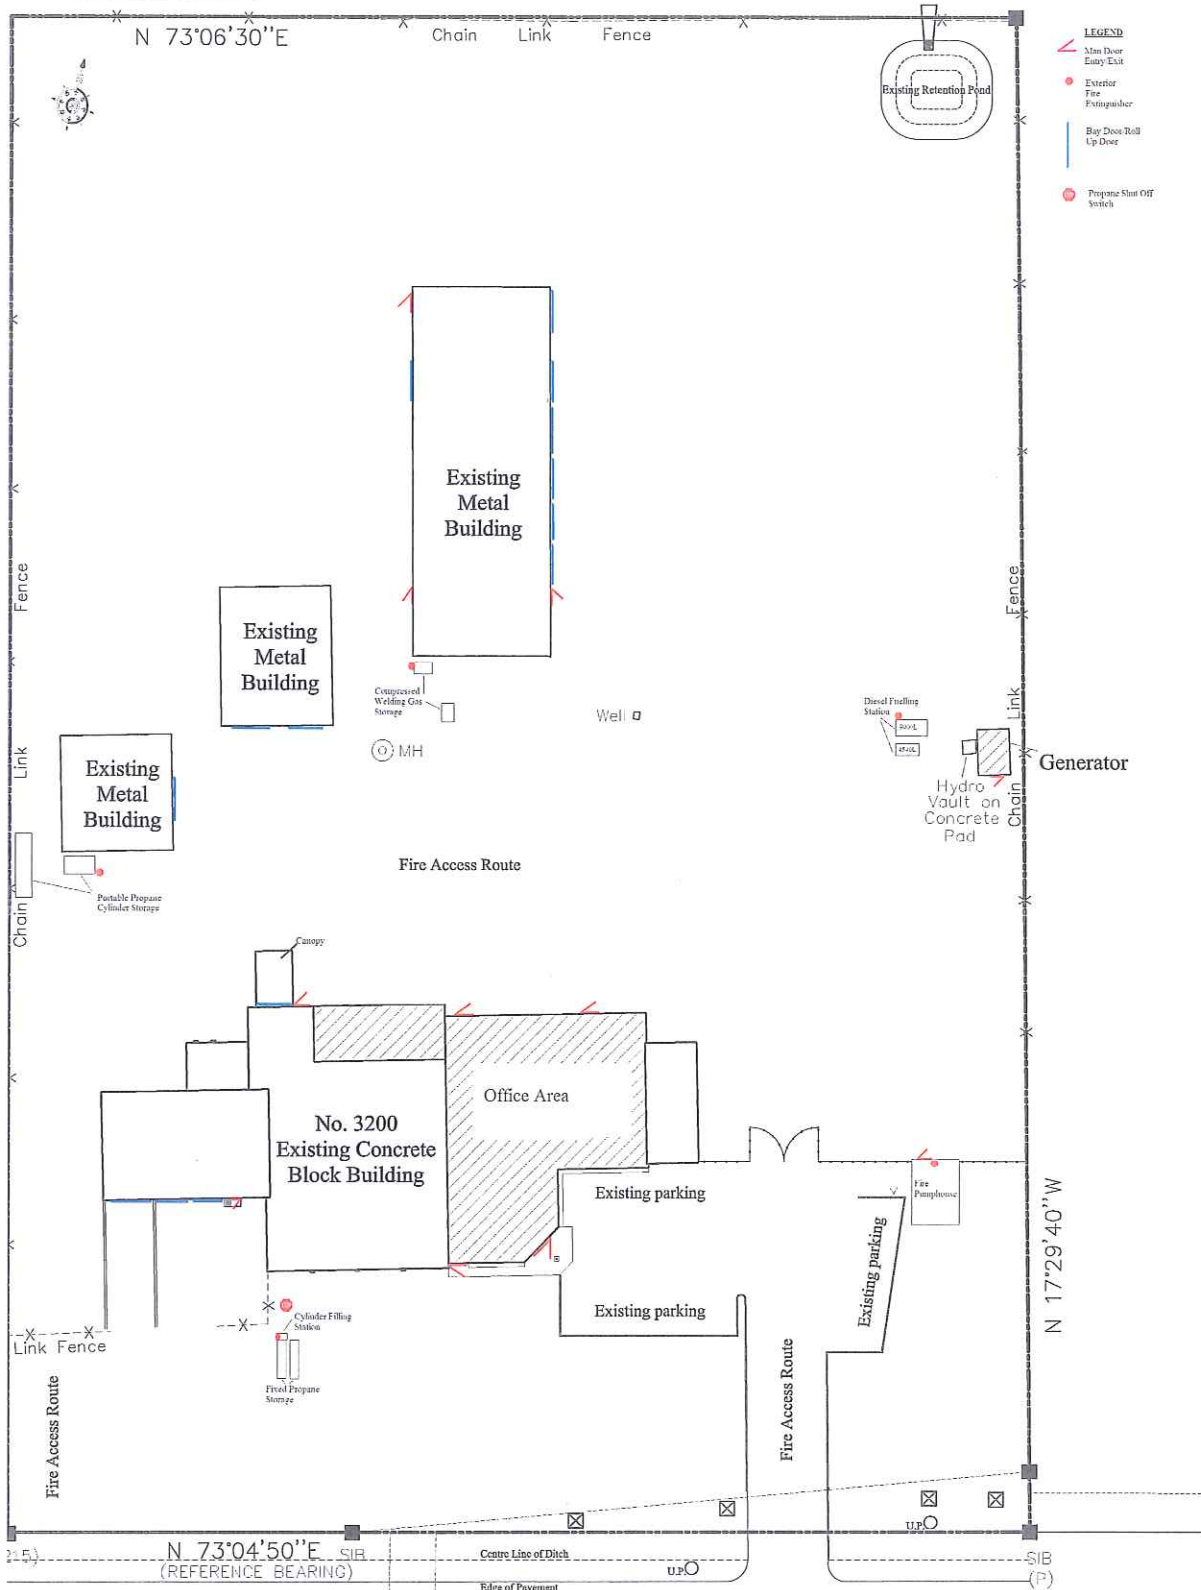 N 73°06'30"E
Chain Link Fence
LEGEND
Man Door
Entry/Exit
Exterior
Fire
Extinguisher
Bay Door/Roll
Up Door
Propane Shut Off
Switch
Existing Retention Pond
Existing
Metal
Building
Existing
Metal
Building
Compressed
Welding Gas
Storage
Well
MH
Diesel Fuelling
Station
Generator
Hydro
Vault on
Concrete
Pad
Chain Link Fence
Chain Link Fence
Existing
Metal
Building
Portable Propane
Cylinder Storage
Fire Access Route
Canopy
No. 3200
Existing Concrete
Block Building
Office Area
Existing parking
Fire
Pumphouse
Existing parking
Existing parking
N 17°29'40"W
Cylinder Filling
Station
Fixed Propane
Storage
Link Fence
Fire Access Route
Fire Access Route
U.P.
N 73°04'50"E
SIB
(REFERENCE BEARING)
Centre Line of Ditch
U.P.
SIB
(P)
Edge of Pavement